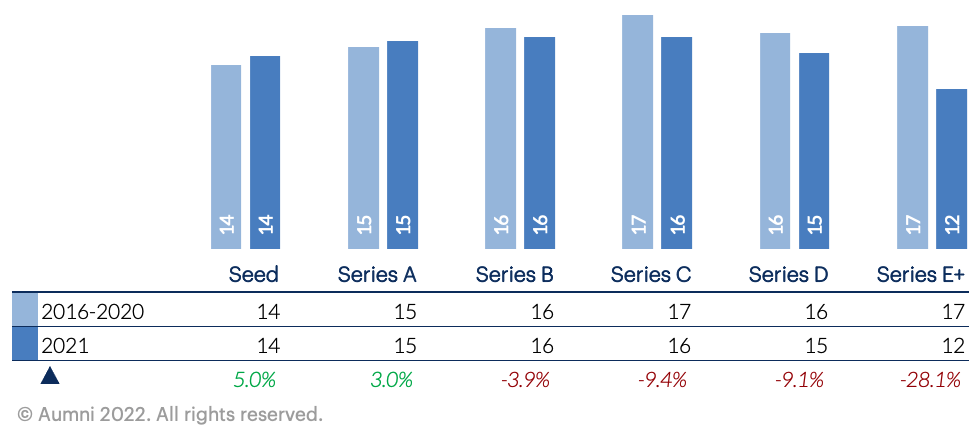 14 14 15 15 16 16 17 16 16 15 17 12
Seed Series A Series B Series C Series D Series E+
2016-2020 14 15 16 17 16 17
2021 14 15 16 16 15 12
▲ 5.0% 3.0% -3.9% -9.4% -9.1% -28.1%
© Aumni 2022. All rights reserved.